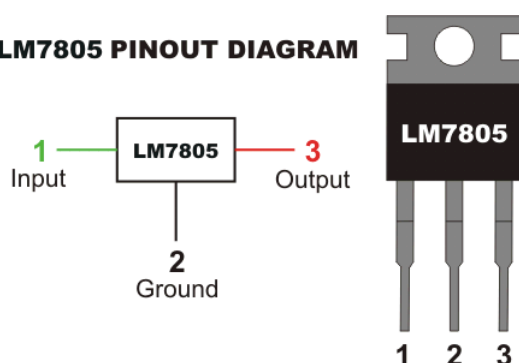 LM7805 PINOUT DIAGRAM
LM7805
1
Input
LM7805
3
Output
2
Ground
1 2 3